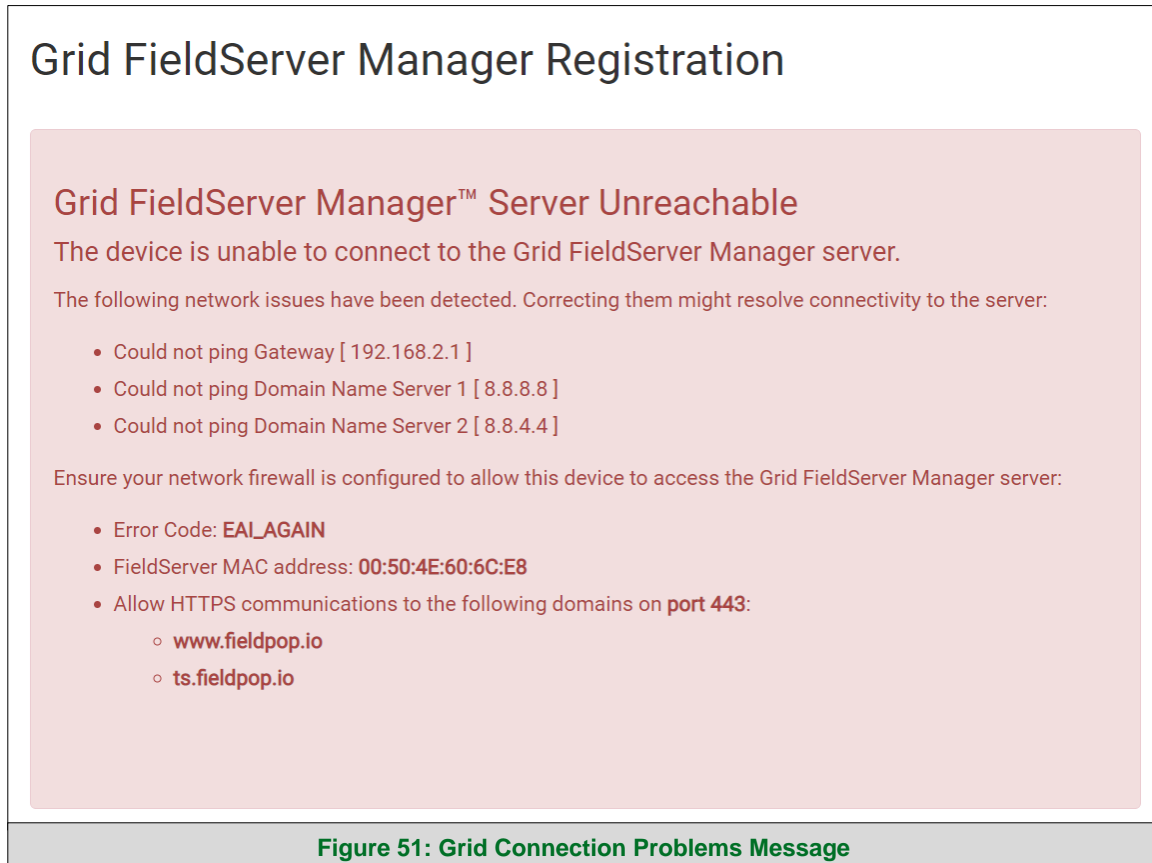 Grid FieldServer Manager Registration
Grid FieldServer Manager™ Server Unreachable
The device is unable to connect to the Grid FieldServer Manager server.
The following network issues have been detected. Correcting them might resolve connectivity to the server:
• Could not ping Gateway [ 192.168.2.1 ]
• Could not ping Domain Name Server 1 [ 8.8.8.8 ]
• Could not ping Domain Name Server 2 [ 8.8.4.4 ]
Ensure your network firewall is configured to allow this device to access the Grid FieldServer Manager server:
• Error Code: EAI_AGAIN
• FieldServer MAC address: 00:50:4E:60:6C:E8
• Allow HTTPS communications to the following domains on port 443:
○ www.fieldpop.io
○ ts.fieldpop.io
Figure 51: Grid Connection Problems Message